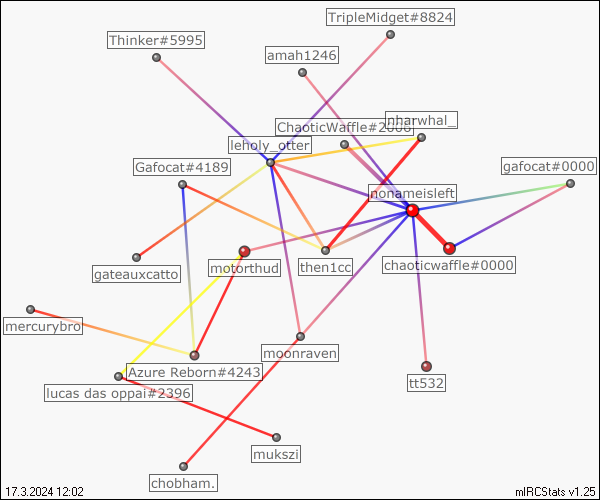 TripleMidget#8824
Thinker#5995
amah1246
nharwhal_
ChaoticWaffle#2006
leholy_otter
Gafocat#4189
gafocat#0000
nonameisleft
gateauxcatto
motorthud
then1cc
chaoticwaffle#0000
mercurybro
moonraven
Azure Reborn#4243
lucas das oppai#2396
tt532
mukszi
chobham.
17.3.2024 12:02
mIRCStats v1.25